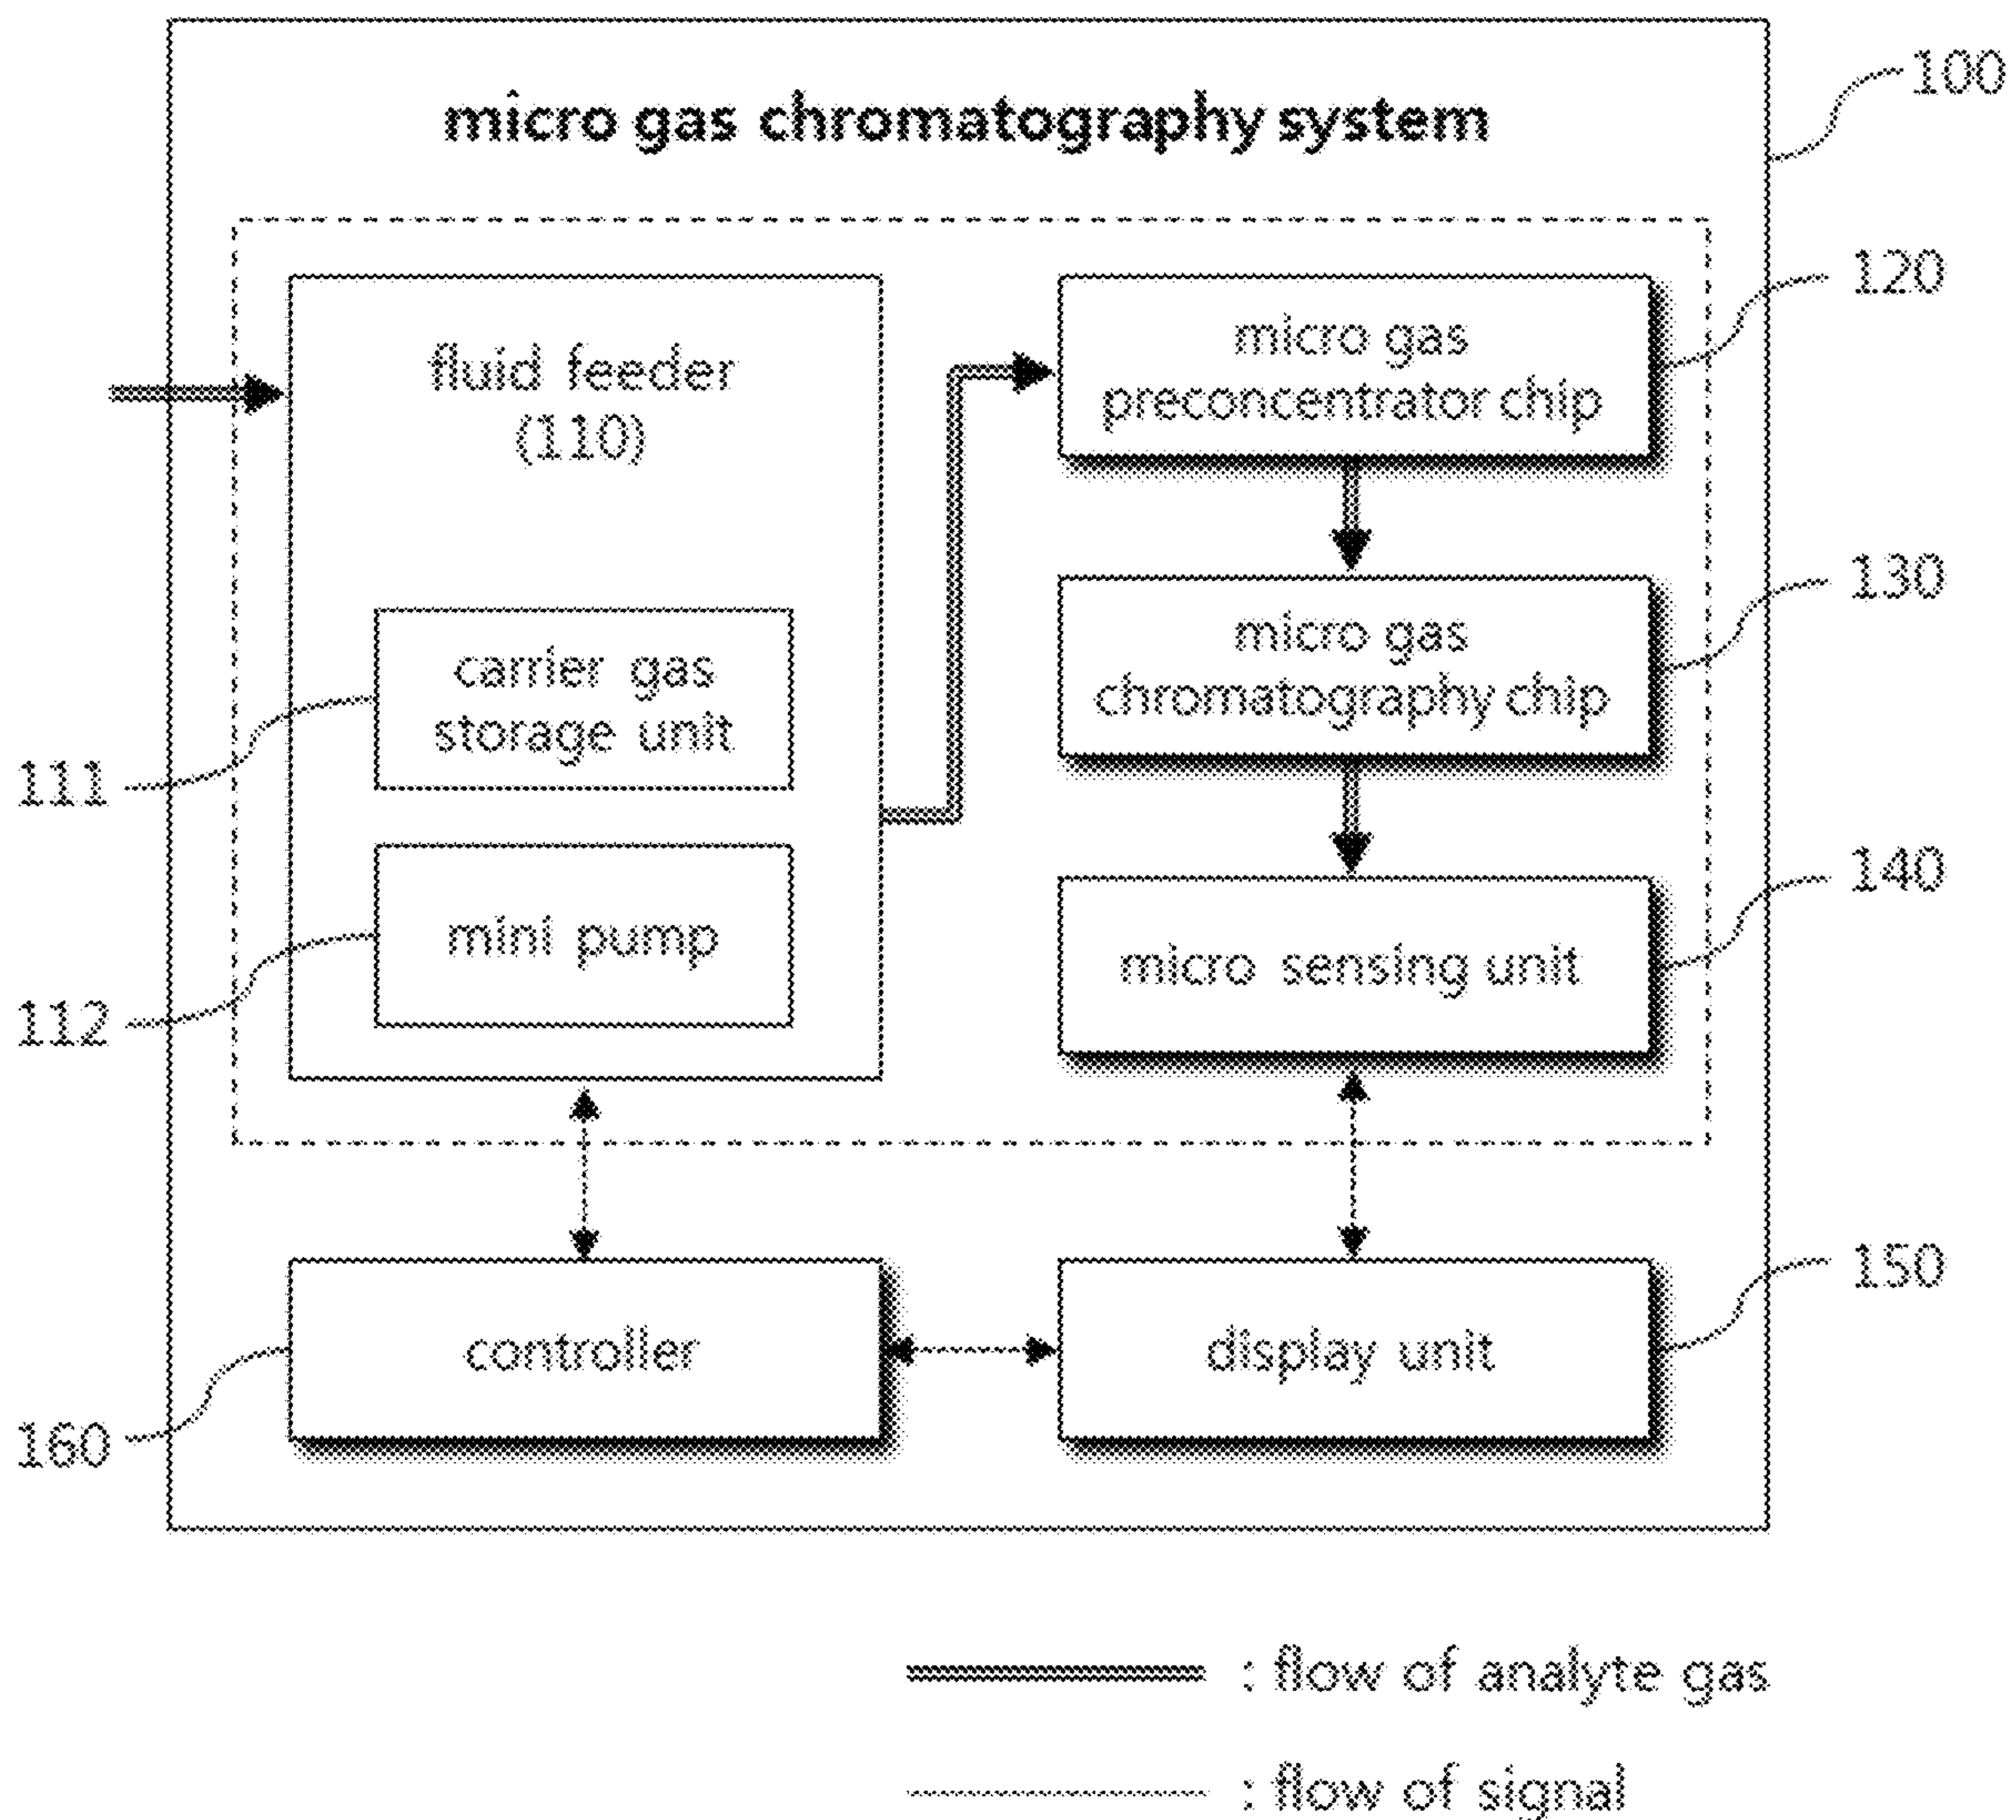 micro gas chromatography system
100
fluid feeder
(110)
carrier gas
storage unit
111
mini pump
112
micro gas
preconcentrator chip
120
micro gas
chromatography chip
130
micro sensing unit
140
controller
160
display unit
150
: flow of analyte gas
: flow of signal